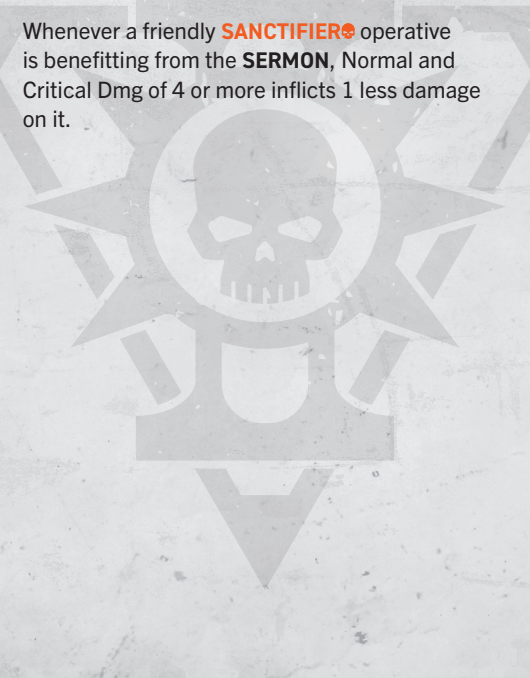 Whenever a friendly SANCTIFIER operative
is benefitting from the SERMON, Normal and
Critical Dmg of 4 or more inflicts 1 less damage
on it.